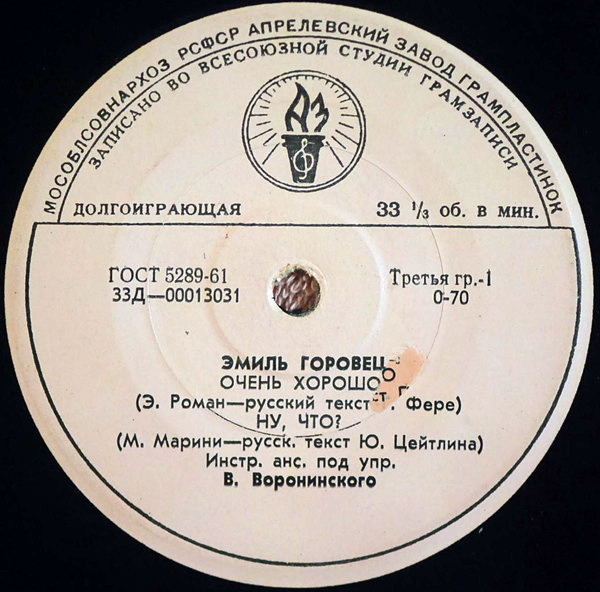 МОСОБЛСОВНАРХОЗ РСФСР АПРЕЛЕВСКИЙ ЗАВОД ГРАМПЛАСТИНОК
ЗАПИСАНО ВО ВСЕСОЮЗНОЙ СТУДИИ ГРАМЗАПИСИ
АЗ
ДОЛГОИГРАЮЩАЯ 33 ⅓ об. в мин.
ГОСТ 5289-61 Третья гр.-1
33Д—00013031 0-70
ЭМИЛЬ ГОРОВЕЦ
ОЧЕНЬ ХОРОШО
(Э. Роман—русский текст . Фере)
НУ, ЧТО?
(М. Марини—русск. текст Ю. Цейтлина)
Инстр. анс. под упр.
В. Воронинского